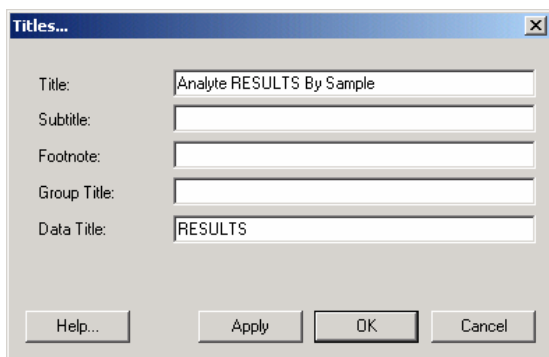 Titles...
Title: Analyte RESULTS By Sample
Subtitle:
Footnote:
Group Title:
Data Title: RESULTS
Help... Apply OK Cancel